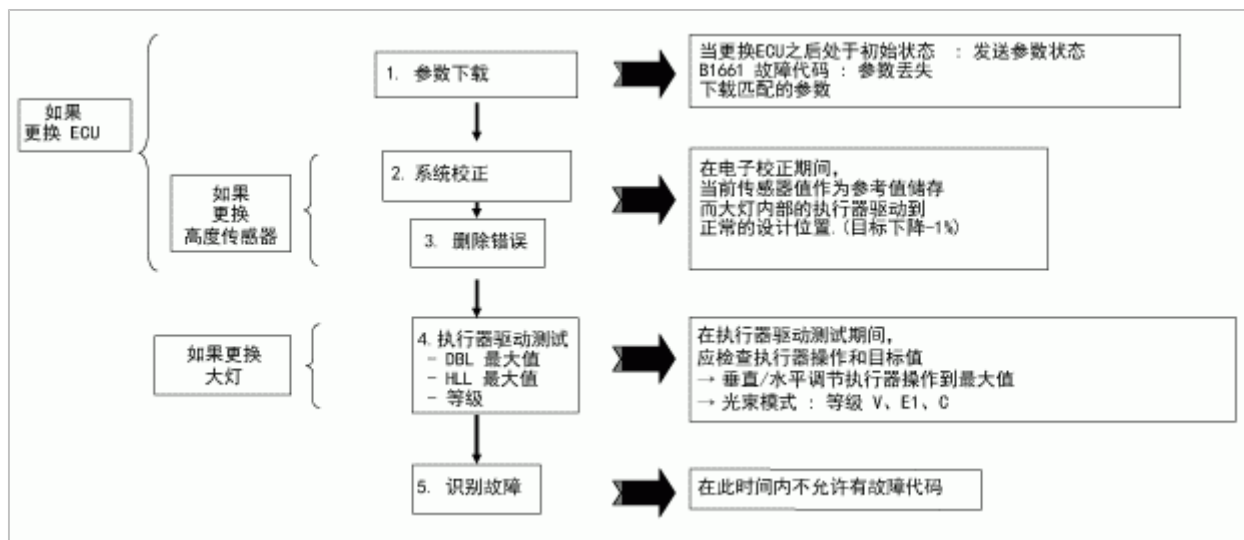 如果
更换 ECU
如果
更换
高度传感器
如果更换
大灯
1. 参数下载
当更换ECU之后处于初始状态 : 发送参数状态
B1661 故障代码 : 参数丢失
下载匹配的参数
2. 系统校正
3. 删除错误
在电子校正期间,
当前传感器值作为参考值储存
而大灯内部的执行器驱动到
正常的设计位置.(目标下降-1%)
4.执行器驱动测试
- DBL 最大值
- HLL 最大值
- 等级
在执行器驱动测试期间,
应检查执行器操作和目标值
→ 垂直/水平调节执行器操作到最大值
→ 光束模式 : 等级 V、E1、C
5. 识别故障
在此时间内不允许有故障代码